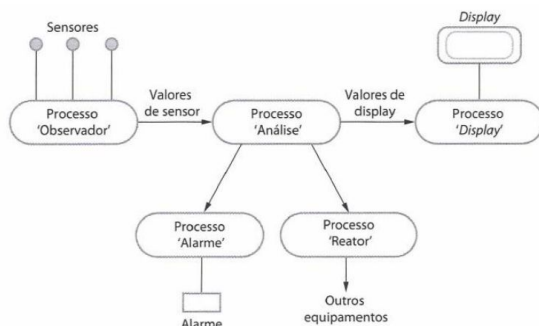 Sensores
Display
Processo
'Observador'
Valores
de sensor
Processo
'Análise'
Valores de
display
Processo
'Display'
Processo
'Alarme'
Processo
'Reator'
Alarme
Outros
equipamentos